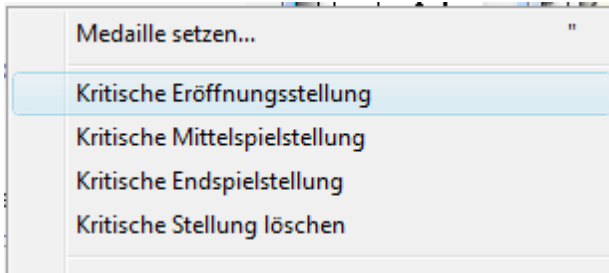 Medaille setzen... "
Kritische Eröffnungsstellung
Kritische Mittelspielstellung
Kritische Endspielstellung
Kritische Stellung löschen